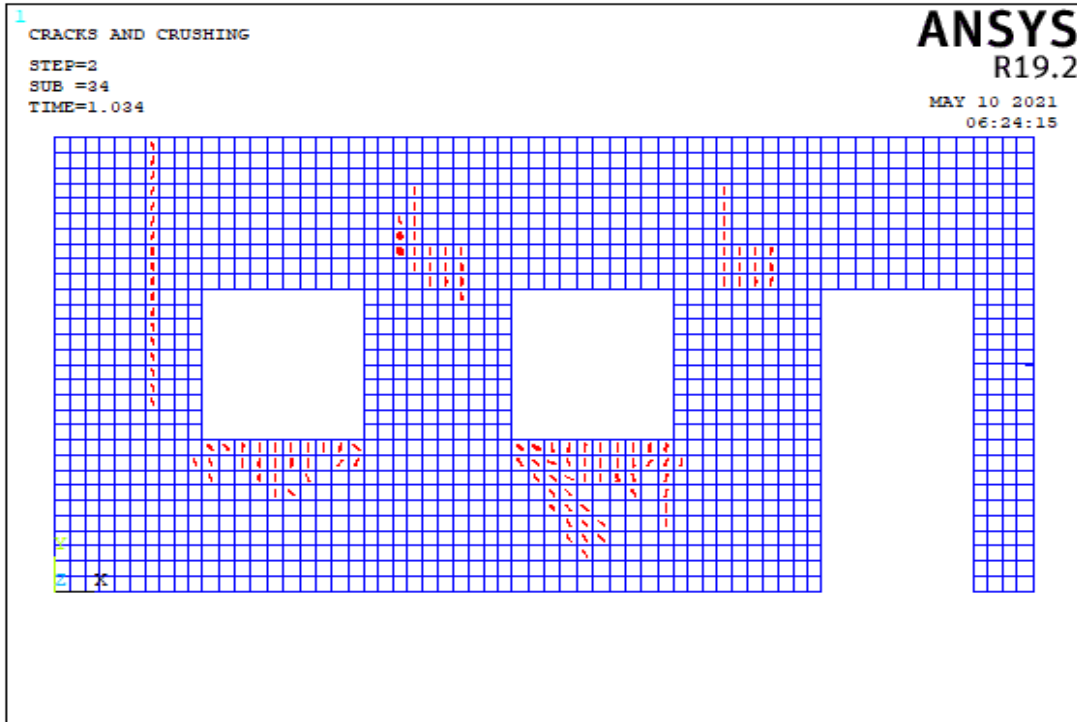 1
CRACKS AND CRUSHING
STEP=2
SUB =34
TIME=1.034
ANSYS
R19.2
MAY 10 2021
06:24:15
Y
Z X